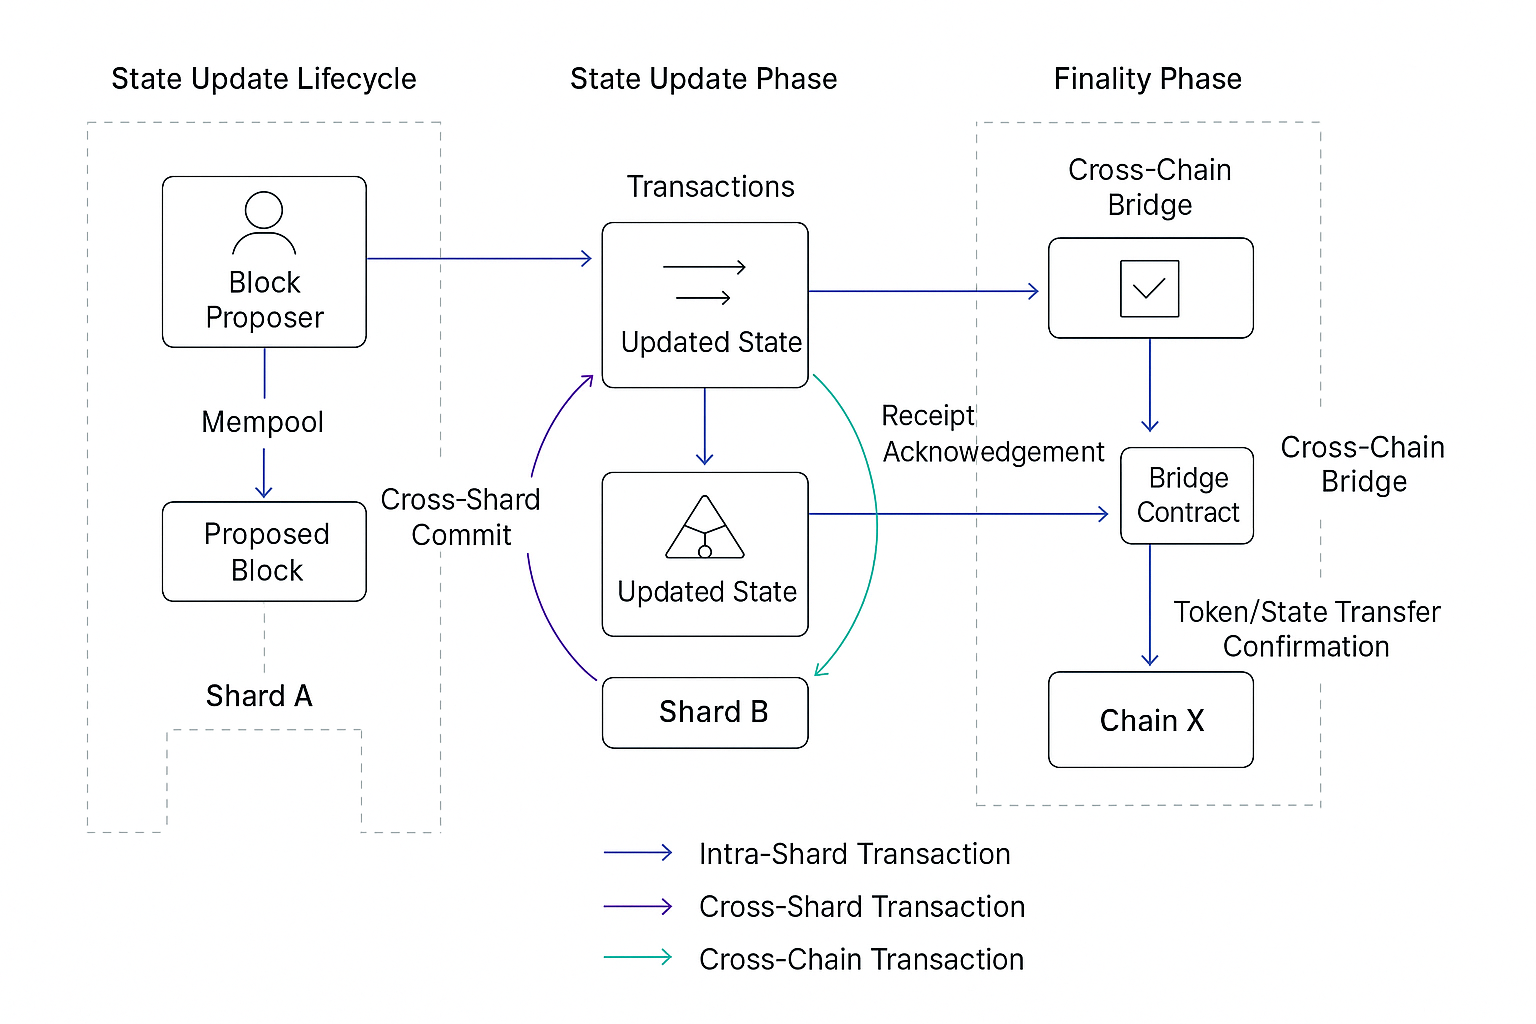 State Update Lifecycle
State Update Phase
Finality Phase
Block
Proposer
Mempool
Proposed
Block
Shard A
Cross-Shard
Commit
Transactions
Updated State
Updated State
Shard B
Receipt
Acknowedgement
Cross-Chain
Bridge
Bridge
Contract
Cross-Chain
Bridge
Token/State Transfer
Confirmation
Chain X
Intra-Shard Transaction
Cross-Shard Transaction
Cross-Chain Transaction